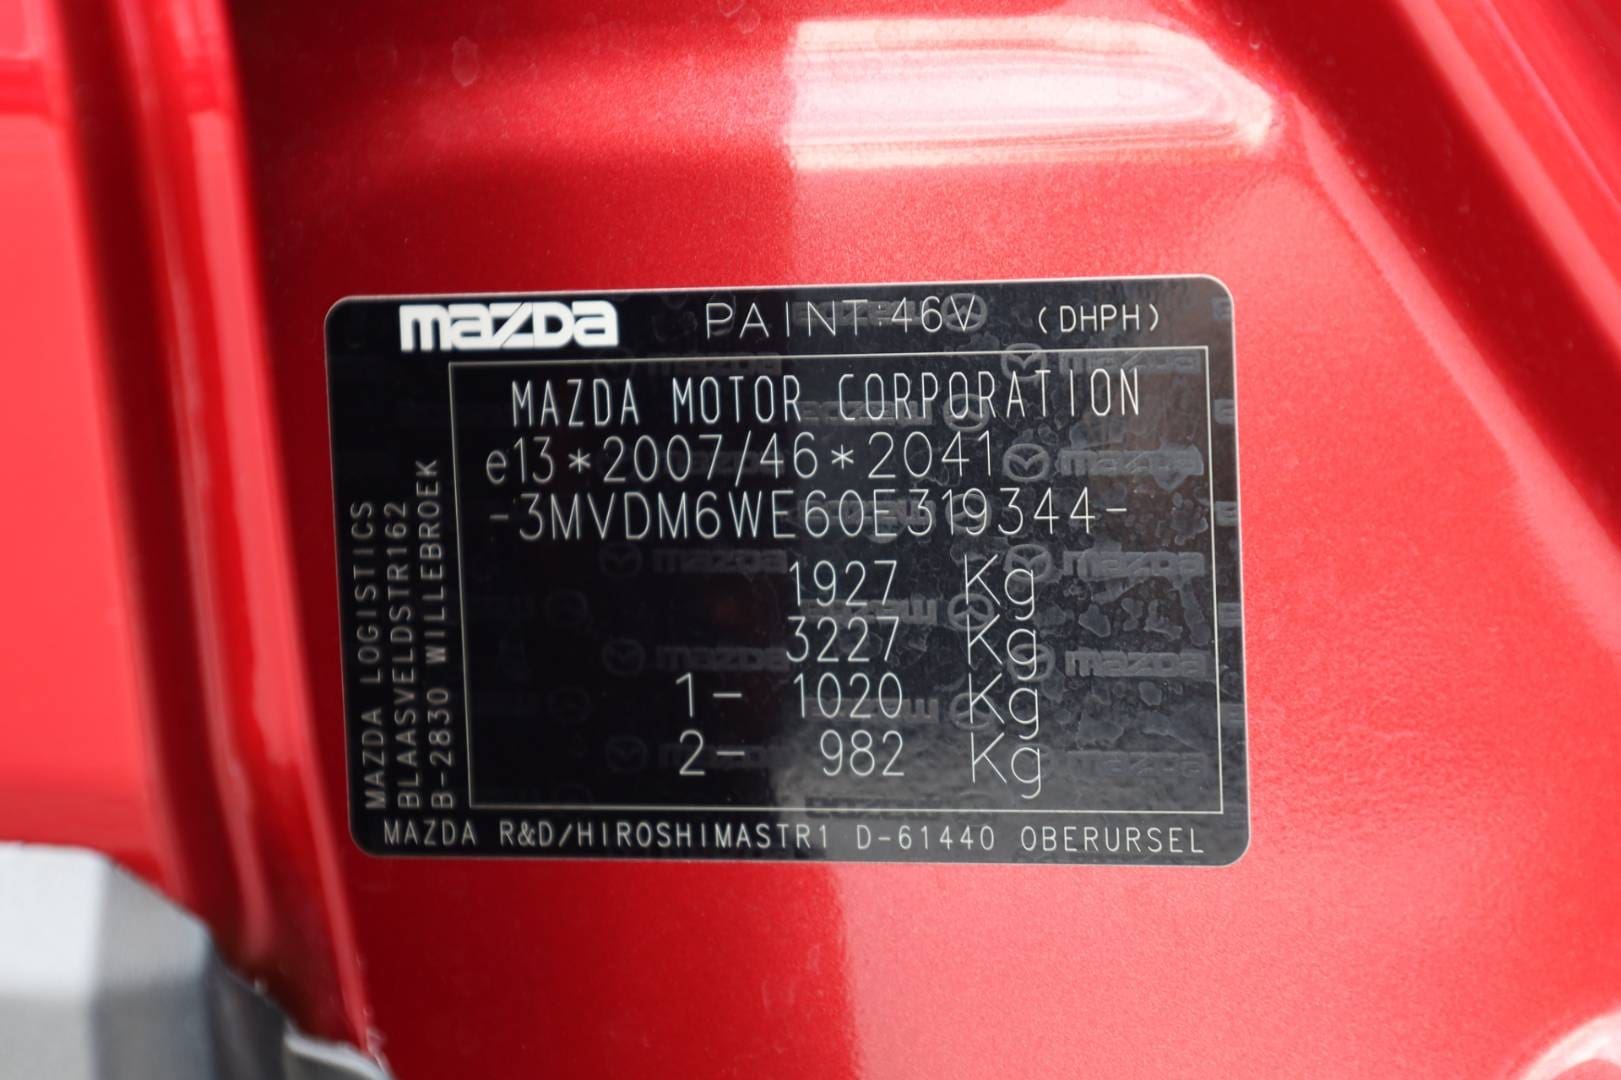 mazda PAINT:46V (DHPH)
MAZDA MOTOR CORPORATION
e13*2007/46*2041
-3MVDM6WE60E319344-
1927 Kg
3227 Kg
1- 1020 Kg
2- 982 Kg
MAZDA LOGISTICS
BLAASVELDSTR162
B-2830 WILLEBROEK
MAZDA R&D/HIROSHIMASTR1 D-61440 OBERURSEL